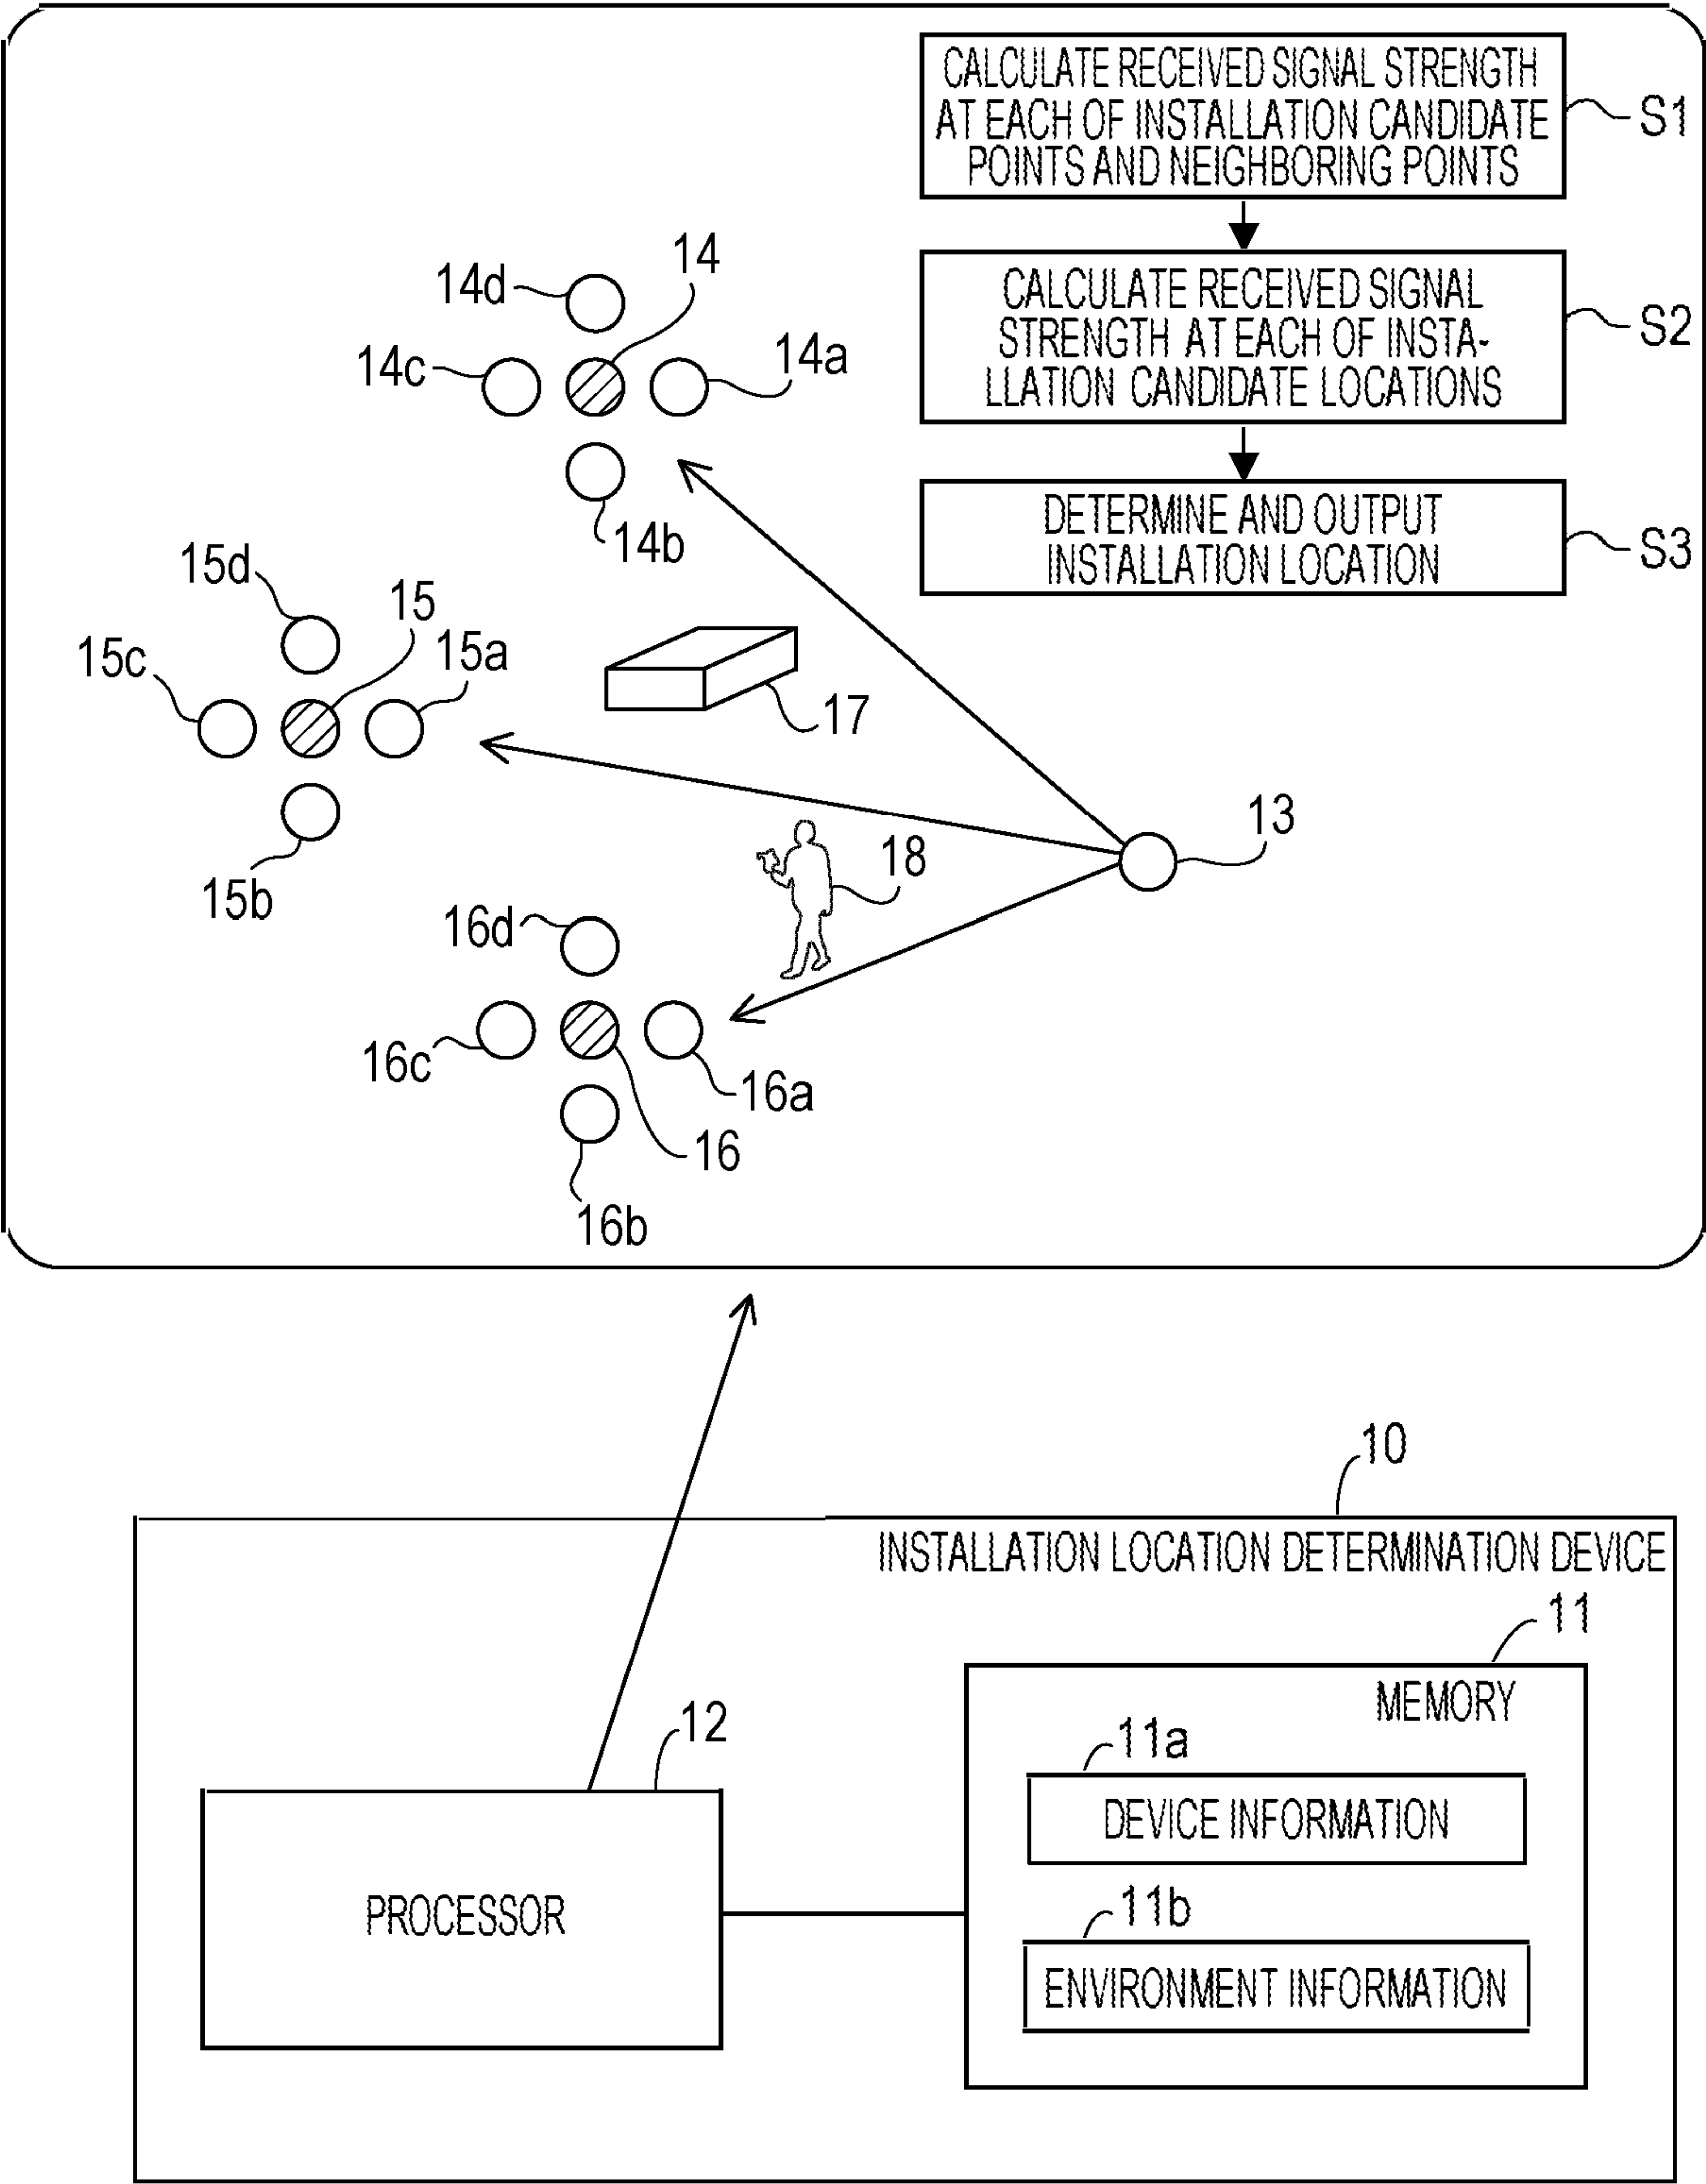 CALCULATE RECEIVED SIGNAL STRENGTH
AT EACH OF INSTALLATION CANDIDATE
POINTS AND NEIGHBORING POINTS
S1
CALCULATE RECEIVED SIGNAL
STRENGTH AT EACH OF INSTA-
LLATION CANDIDATE LOCATIONS
S2
DETERMINE AND OUTPUT
INSTALLATION LOCATION
S3
14d
14
14c
14a
14b
15d
15
15c
15a
15b
17
13
18
16d
16c
16a
16
16b
10
INSTALLATION LOCATION DETERMINATION DEVICE
11
MEMORY
12
11a
DEVICE INFORMATION
PROCESSOR
11b
ENVIRONMENT INFORMATION